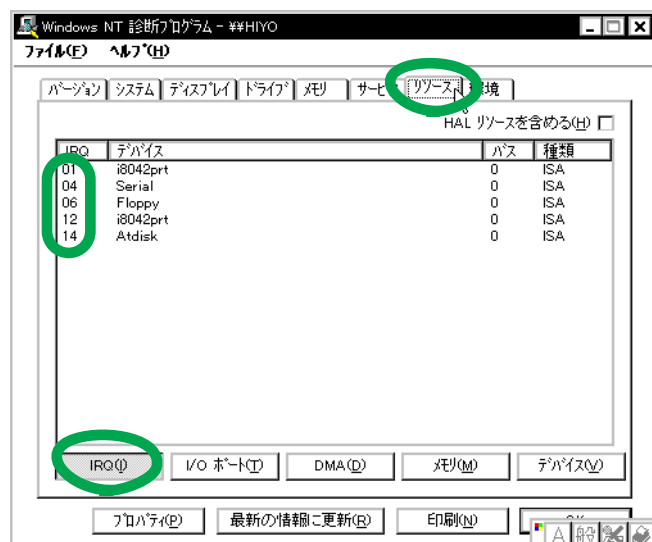 Windows NT 診断ﾌﾟﾛｸﾞﾗﾑ - ¥¥HIYO
ﾌｧｲﾙ(F) ﾍﾙﾌﾟ(H)
ﾊﾞｰｼﾞｮﾝ ｼｽﾃﾑ ﾃﾞｨｽﾌﾟﾚｲ ﾄﾞﾗｲﾌﾞ ﾒﾓﾘ ｻｰﾋﾞ ﾘｿｰｽ 環境
HAL ﾘｿｰｽを含める(H)
IRQ ﾃﾞﾊﾞｲｽ ﾊﾞｽ 種類
01 i8042prt 0 ISA
04 Serial 0 ISA
06 Floppy 0 ISA
12 i8042prt 0 ISA
14 Atdisk 0 ISA
IRQ(I) I/O ﾎﾟｰﾄ(T) DMA(D) ﾒﾓﾘ(M) ﾃﾞﾊﾞｲｽ(V)
ﾌﾟﾛﾊﾟﾃｨ(P) 最新の情報に更新(R) 印刷(N)
A 般